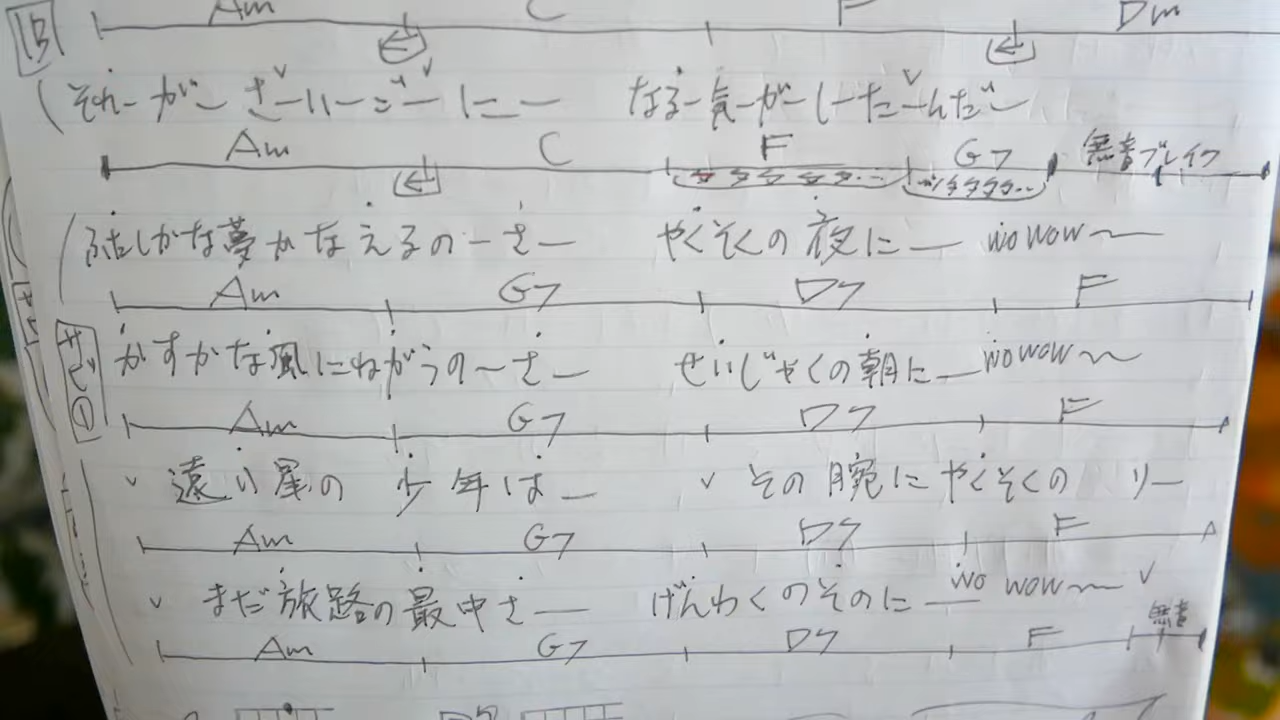 B Am C F Dm
それーがー さーいーごーにー なるー気ーがーしーたーんだー
Am C F G7 無音ブレイク
しかな夢かなえるのーさー やくそくの夜にー wo wow〜
Am G7 D7 F
サビ① かすかな風にねがうの〜さー せいじゃくの朝にー wo wow〜
Am G7 D7 F
遠い星の 少年はー その腕にやくそくの リー
Am G7 D7 F
まだ旅路の最中さー げんわくのそのにー wo wow〜
無音
Am G7 D7 F